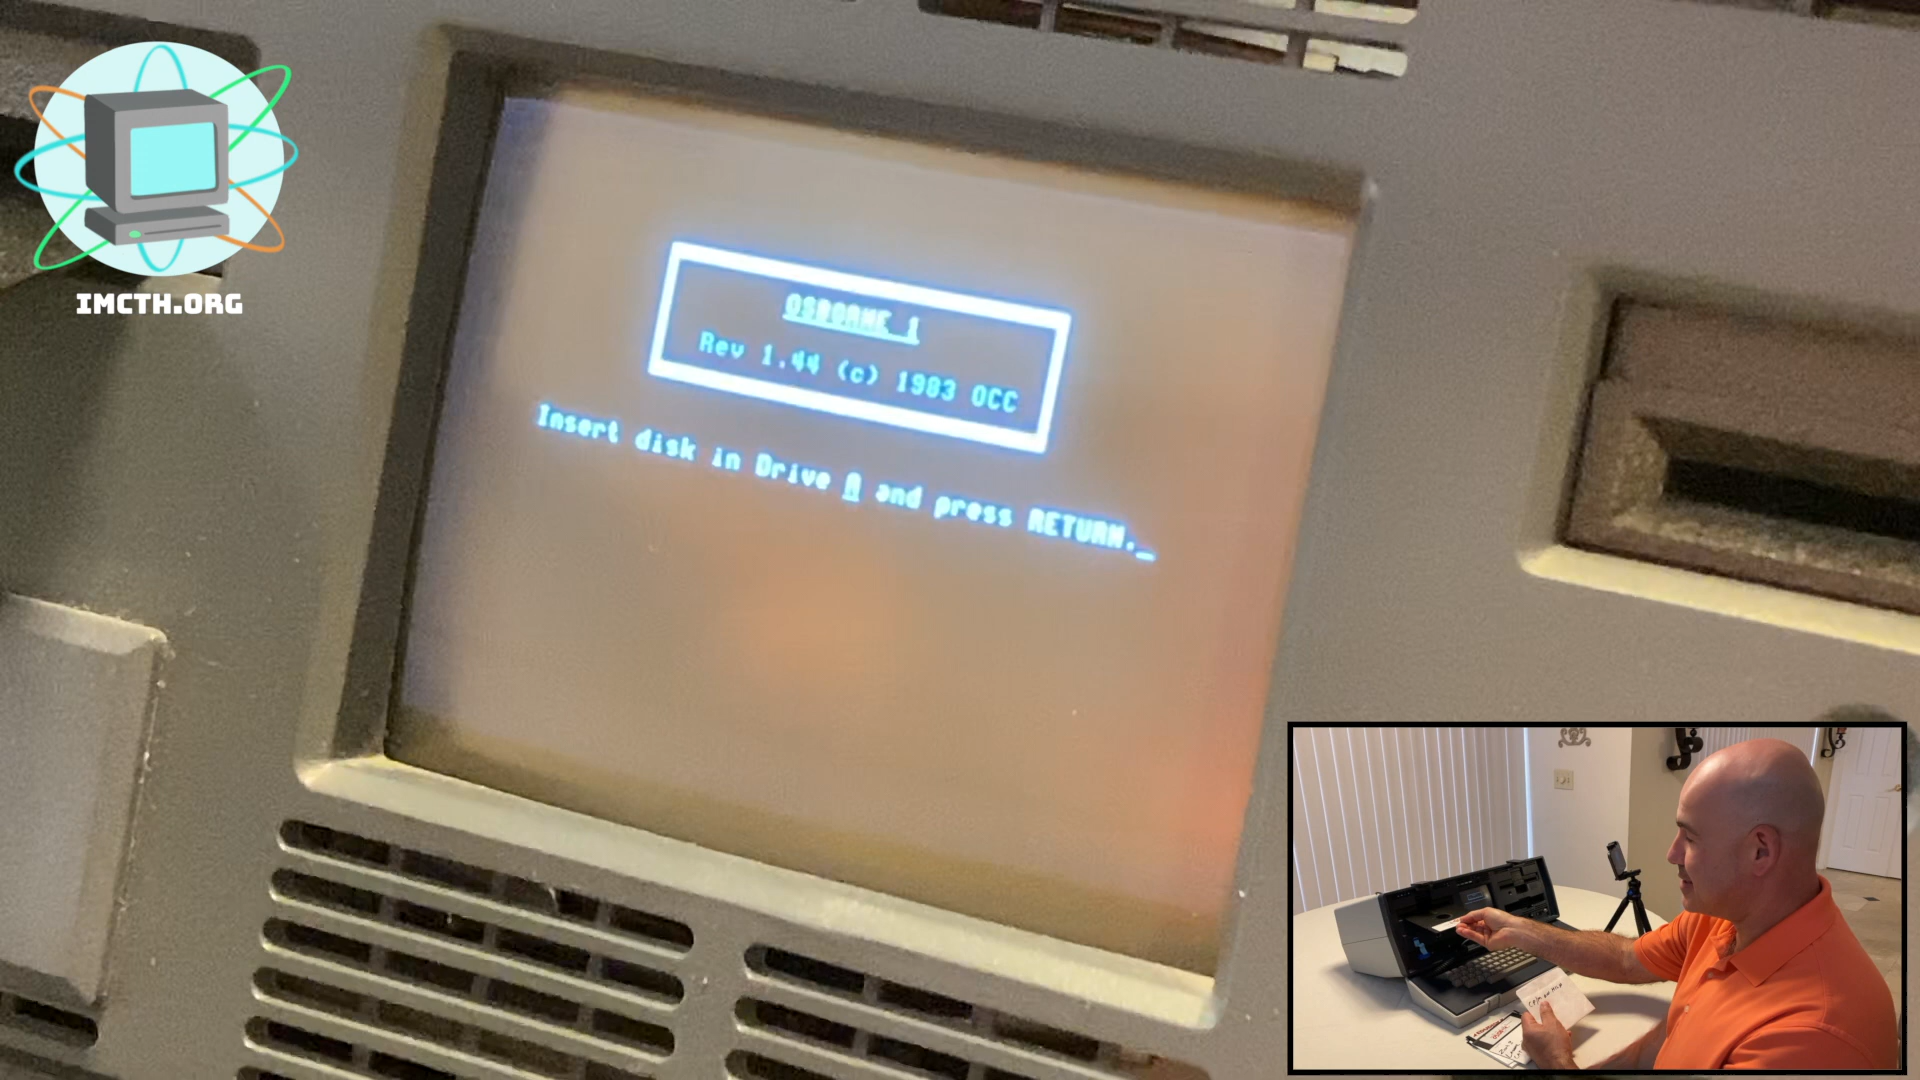 IMCTH.ORG
OSBORNE 1
Rev 1.44 (c) 1983 OCC
Insert disk in Drive A and press RETURN._